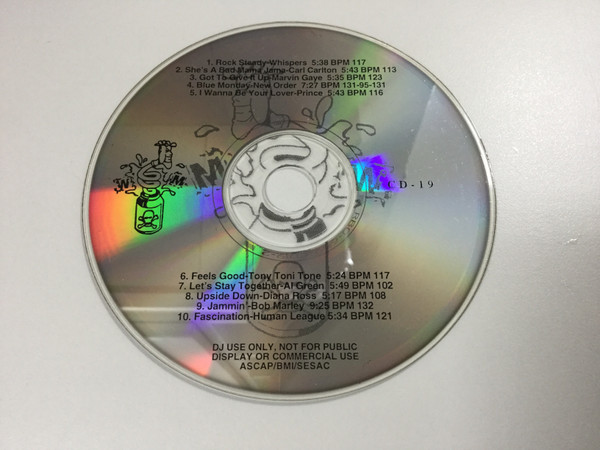 1. Rock Steady-Whispers 5:38 BPM 117
2. She's A Bad Mama Jama-Carl Carlton 5:43 BPM 113
3. Got To Give It Up-Marvin Gaye 5:35 BPM 123
4. Blue Monday-New Order 7:27 BPM 131-95-131
5. I Wanna Be Your Lover-Prince 5:43 BPM 116
CD-19
6. Feels Good-Tony Toni Tone 5:24 BPM 117
7. Let's Stay Together-Al Green 5:49 BPM 102
8. Upside Down-Diana Ross 5:17 BPM 108
9. Jammin'-Bob Marley 9:25 BPM 132
10. Fascination-Human League 5:34 BPM 121
DJ USE ONLY, NOT FOR PUBLIC
DISPLAY OR COMMERCIAL USE
ASCAP/BMI/SESAC